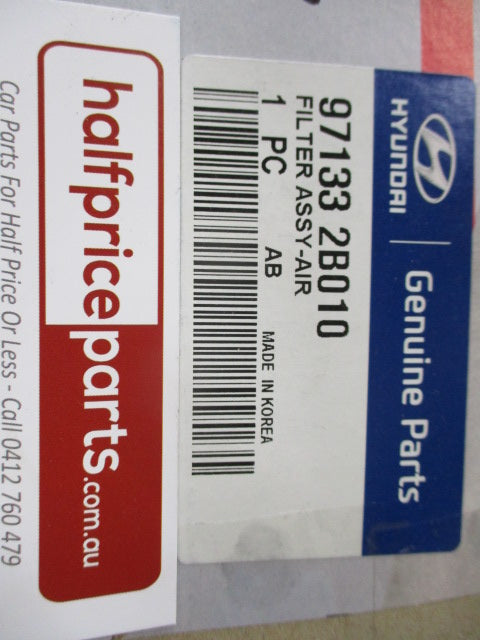 HYUNDAI | Genuine Parts
97133 2B010
FILTER ASSY-AIR
1 PC AB MADE IN KOREA
halfpriceparts.com.au
Car Parts For Half Price Or Less - Call 0412 760 479